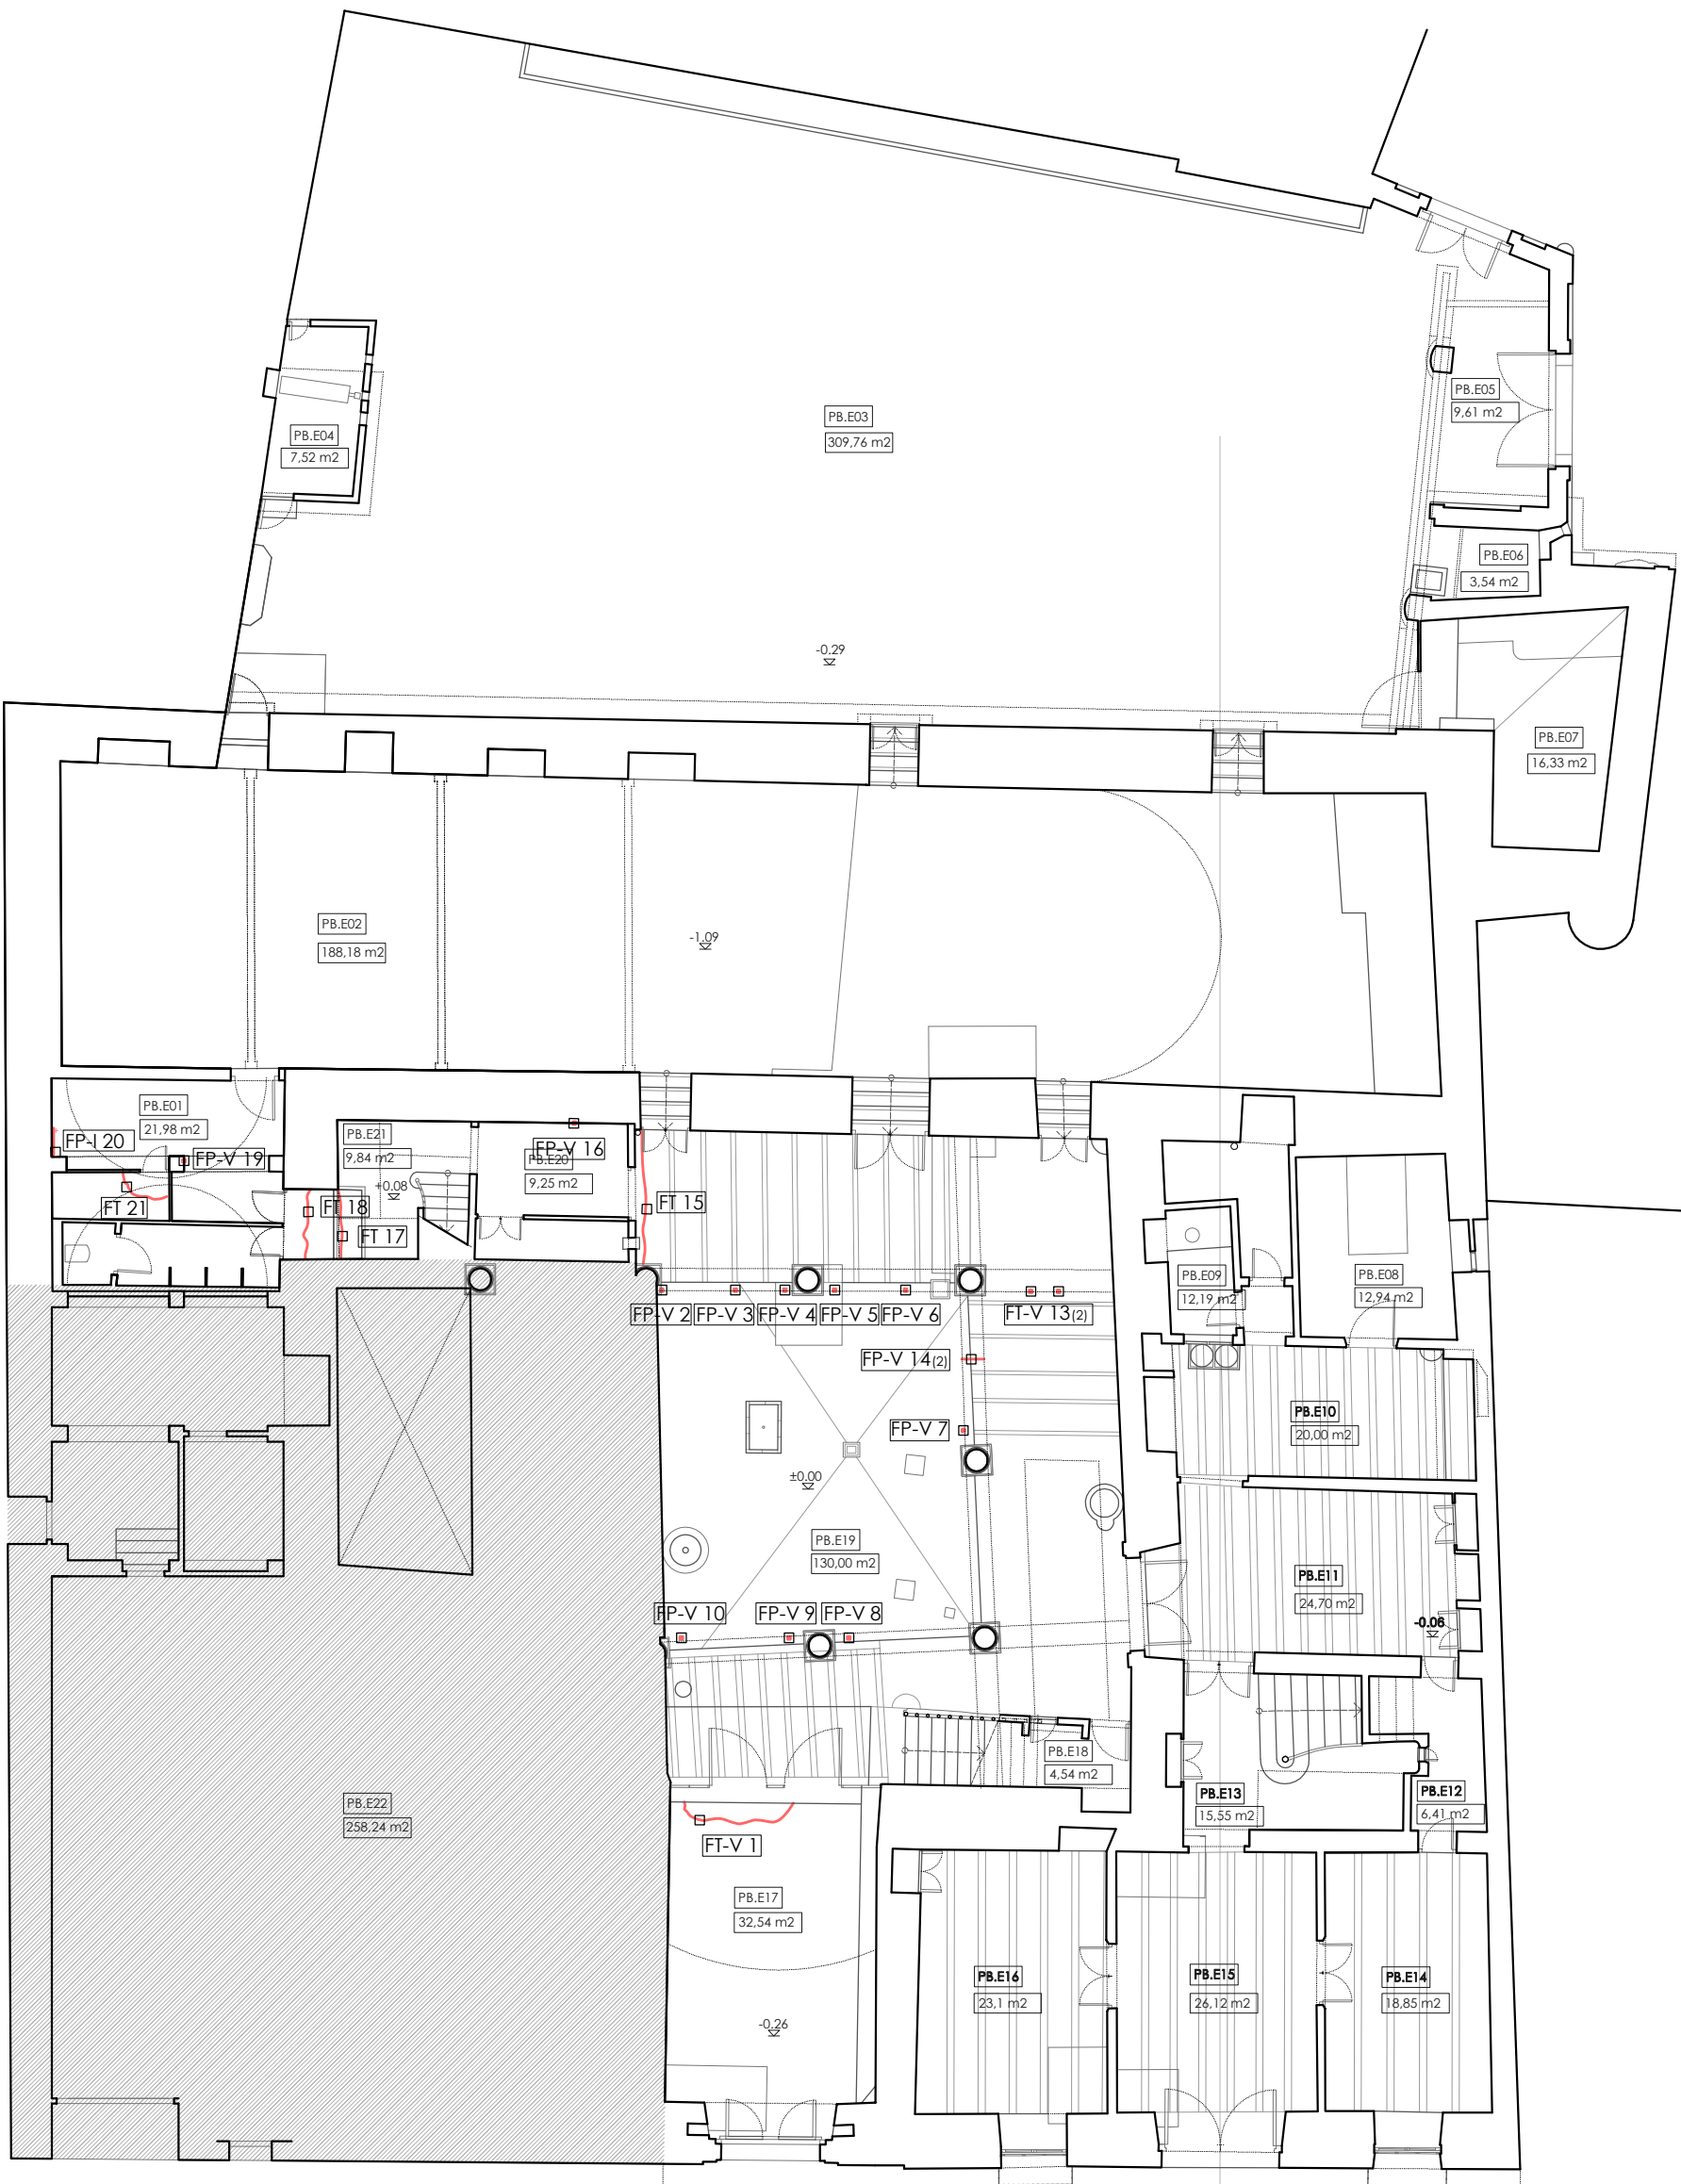 PB.E03
309,76 m2
PB.E05
9,61 m2
PB.E04
7,52 m2
PB.E06
3,54 m2
-0.29
PB.E07
16,33 m2
PB.E02
188,18 m2
-1.09
PB.E01
21,98 m2
FP-I 20
FP-V 19
PB.E21
9,84 m2
+0.08
FP-V 16
PB.E20
9,25 m2
FT 21
FT 18
FT 17
FT 15
PB.E09
12,19 m2
PB.E08
12,94 m2
FP-V 2
FP-V 3
FP-V 4
FP-V 5
FP-V 6
FT-V 13(2)
FP-V 14(2)
FP-V 7
PB.E10
20,00 m2
±0.00
PB.E19
130,00 m2
PB.E11
24,70 m2
-0.06
FP-V 10
FP-V 9
FP-V 8
PB.E18
4,54 m2
PB.E13
15,55 m2
PB.E12
6,41 m2
PB.E22
258,24 m2
FT-V 1
PB.E17
32,54 m2
PB.E16
23,1 m2
PB.E15
26,12 m2
PB.E14
18,85 m2
-0.26